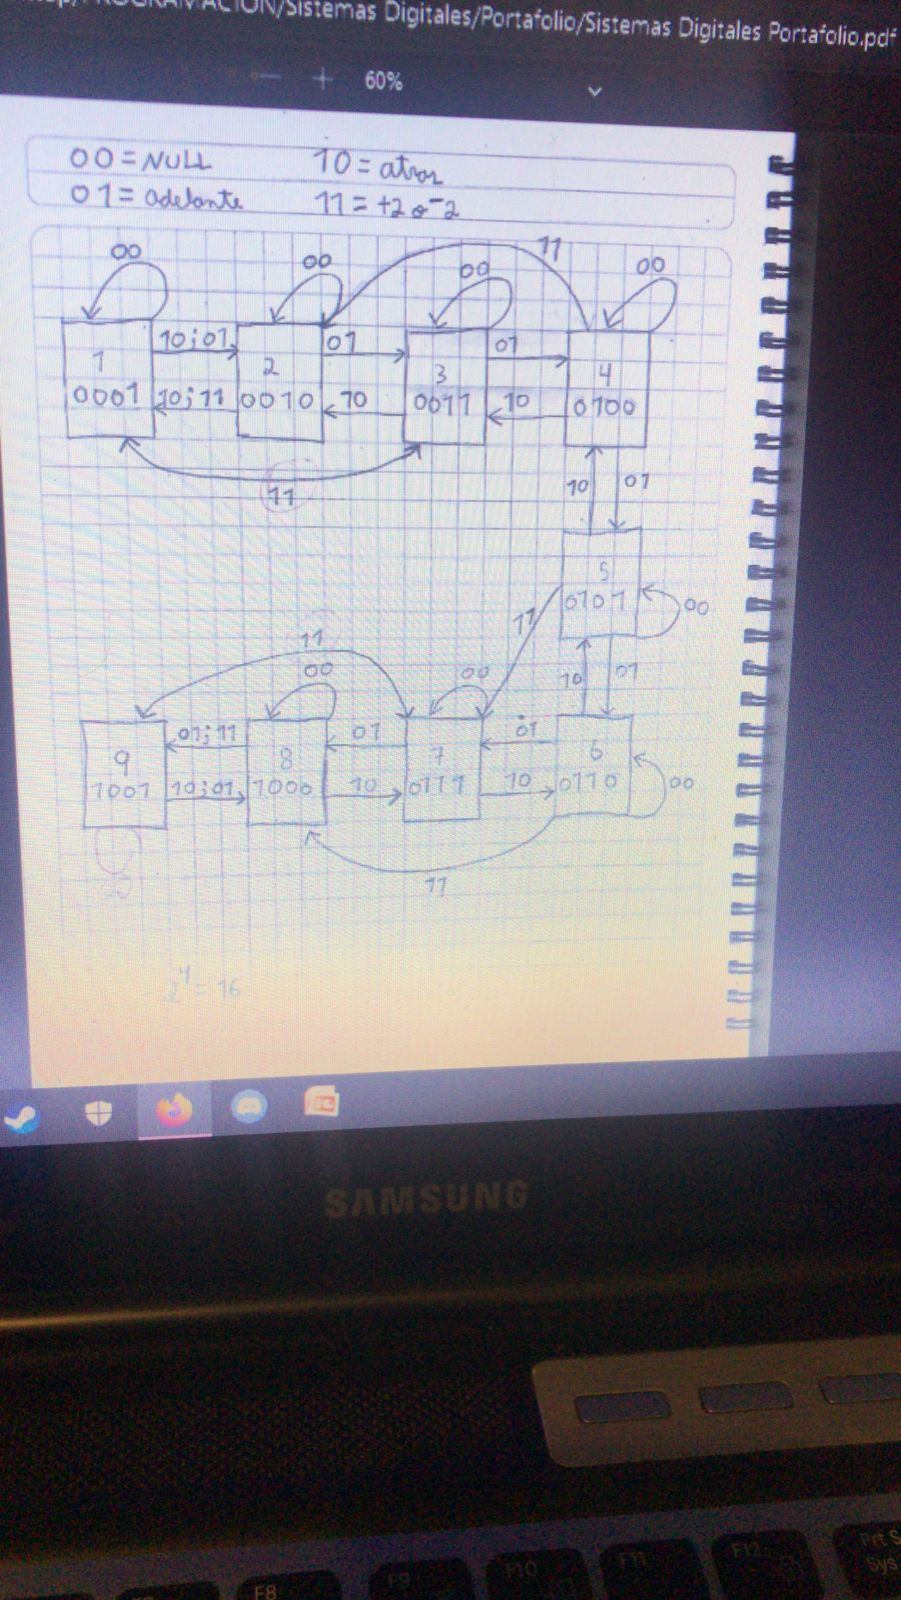 /Sistemas Digitales/Portafolio/Sistemas Digitales Portafolio.pdf
60%
00=NULL 10=atras
01=adelante 11=+2 o -2
00 00 00 11 00
10;01 01 01
1 2 3 4
0001 10;11 0010 10 0011 10 0100
11
10 01
5
0101 00
11
10 01
11
00 00
01;11 01 01
9 8 7 6
1001 10;01 1000 10 0111 10 0110 00
11
2⁴=16
SAMSUNG
Prt S
Sys
F8 F9 F10 F11 F12